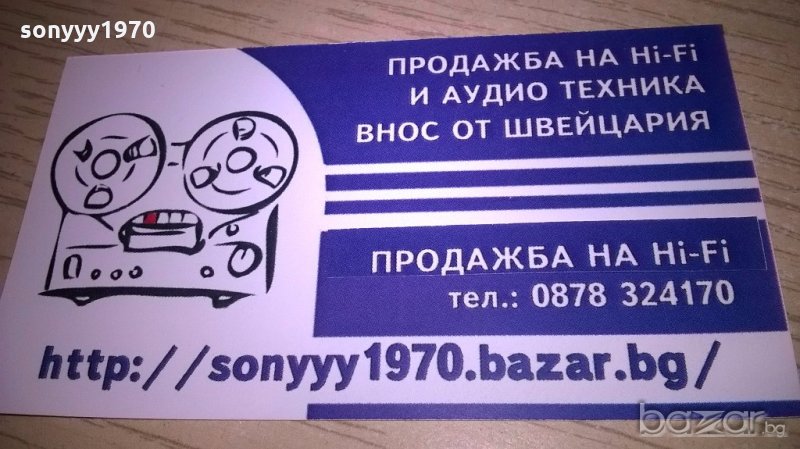 sonyyy1970
ПРОДАЖБА НА Hi-Fi
И АУДИО ТЕХНИКА
ВНОС ОТ ШВЕЙЦАРИЯ
ПРОДАЖБА НА Hi-Fi
тел.: 0878 324170
http://sonyyy1970.bazar.bg/
bazar.bg